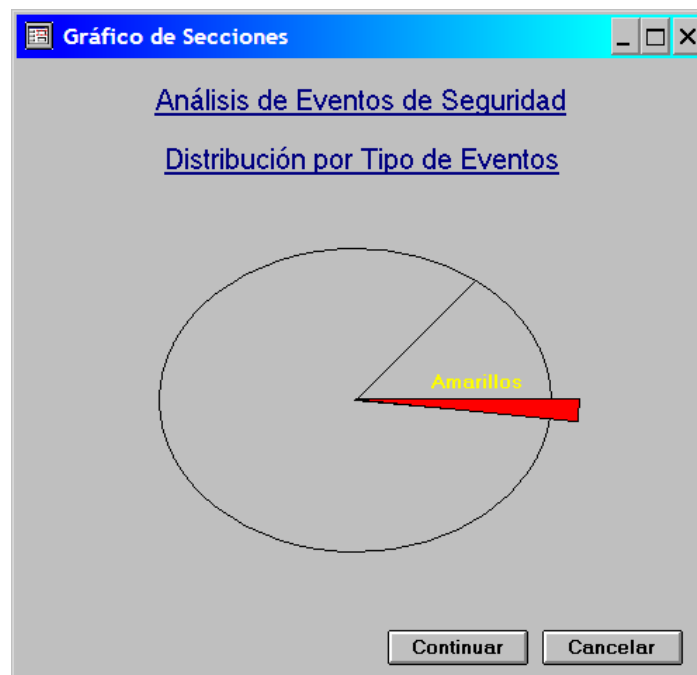 Gráfico de Secciones
Análisis de Eventos de Seguridad
Distribución por Tipo de Eventos
Amarillos
Continuar
Cancelar